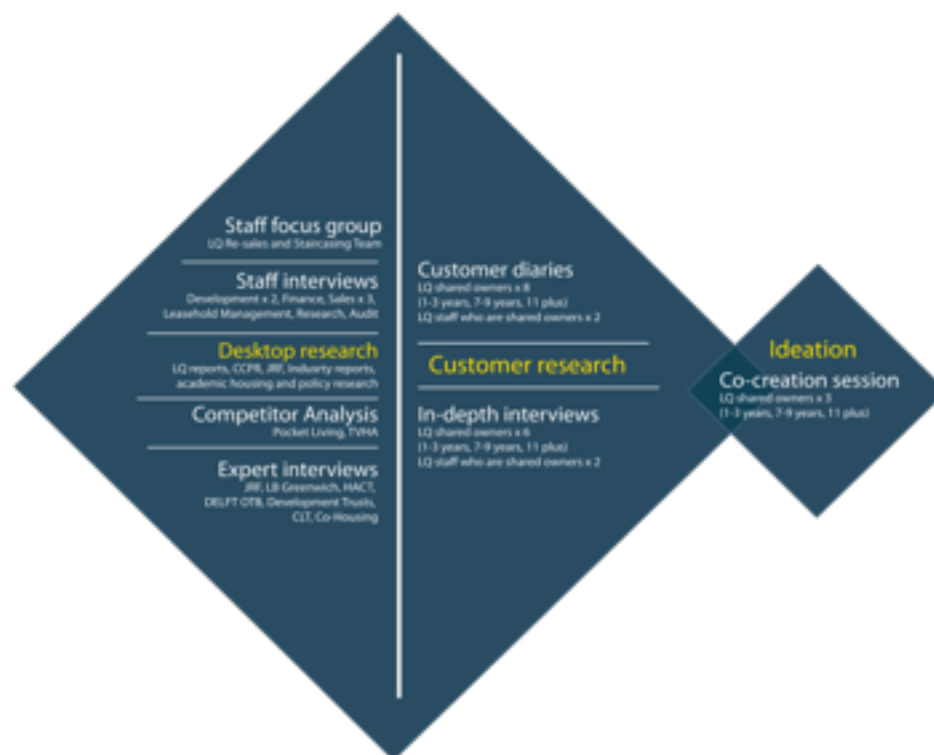 Staff focus group
LQ Re-sales and Staircasing Team
Staff interviews
Development x 2, Finance, Sales x 3,
Leasehold Management, Research, Audit
Desktop research
LQ reports, CCPR, JRF, Indusrty reports,
academic housing and policy research
Competitor Analysis
Pocket Living, TVHA
Expert interviews
JRF, LB Greenwich, HACT,
DELFT OTB, Development Trusts,
CLT, Co-Housing
Customer diaries
LQ shared owners x 8
(1-3 years, 7-9 years, 11 plus)
LQ staff who are shared owners x 2
Customer research
In-depth interviews
LQ shared owners x 6
(1-3 years, 7-9 years, 11 plus)
LQ staff who are shared owners x 2
Ideation
Co-creation session
LQ shared owners x 3
(1-3 years, 7-9 years, 11 plus)